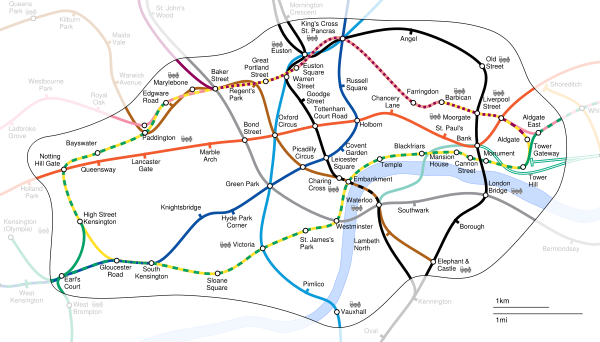 Queens
Park
Kilburn
Park
St. John's
Wood
Mornington
Crescent
Maida
Vale
King's Cross
St. Pancras
Euston
Angel
Westbourne
Park
Warwick
Avenue
Royal
Oak
Marylebone
Edgware
Road
Baker
Street
Great
Portland
Street
Regent's
Park
Euston
Square
Warren
Street
Goodge
Street
Russell
Square
Old
Street
Shoreditch
Ladbroke
Grove
Paddington
Tottenham
Court Road
Chancery
Lane
Farringdon
Barbican
Moorgate
Liverpool
Street
Aldgate
East
Whi
Bayswater
Notting
Hill Gate
Lancaster
Gate
Marble
Arch
Bond
Street
Oxford
Circus
Holborn
St. Paul's
Bank
Aldgate
Holland
Park
Piccadilly
Circus
Covent
Garden
Leicester
Square
Blackfriars
Temple
Mansion
House
Cannon
Street
Monument
Tower
Gateway
Tower
Hill
Green Park
Charing
Cross
Embankment
London
Bridge
Kensington
(Olympia)
High Street
Kensington
Knightsbridge
Hyde Park
Corner
Waterloo
Southwark
Westminster
Borough
Bermondsey
Victoria
St. James's
Park
Lambeth
North
Gloucester
Road
South
Kensington
Sloane
Square
Earl's
Court
West
Kensington
West
Brompton
Pimlico
Elephant &
Castle
Vauxhall
Kennington
Oval
1km
1mi